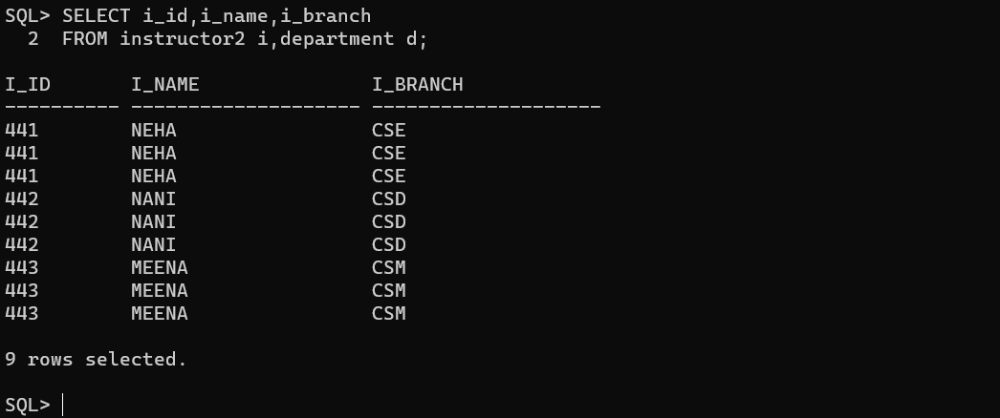 SQL> SELECT i_id,i_name,i_branch
  2  FROM instructor2 i,department d;
I_ID       I_NAME               I_BRANCH
---------- -------------------- --------------------
441        NEHA                 CSE
441        NEHA                 CSE
441        NEHA                 CSE
442        NANI                 CSD
442        NANI                 CSD
442        NANI                 CSD
443        MEENA                CSM
443        MEENA                CSM
443        MEENA                CSM
9 rows selected.
SQL>